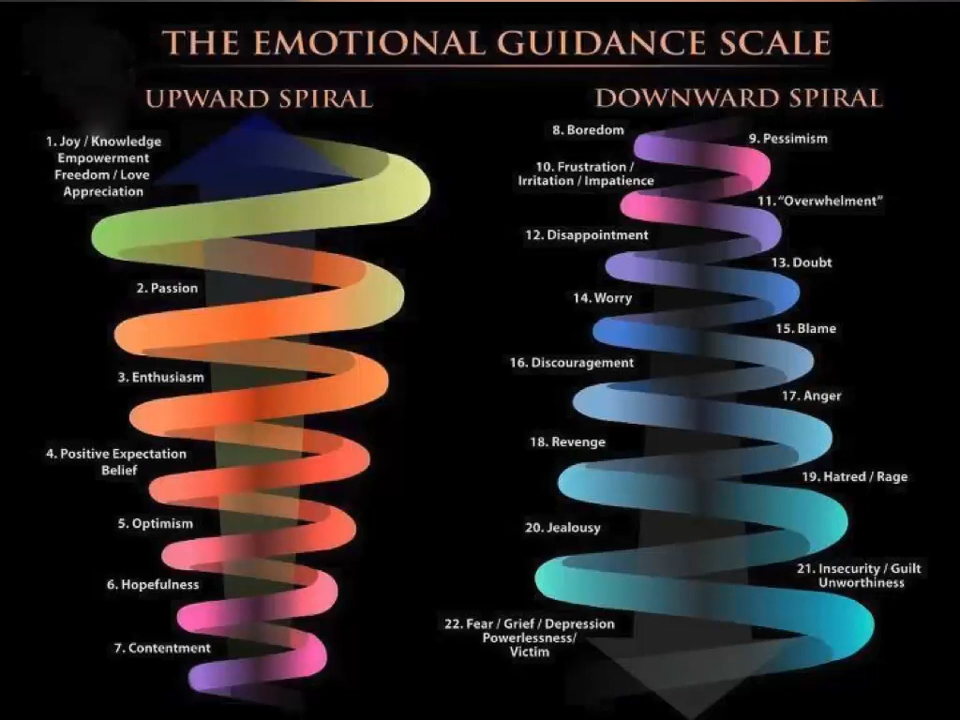 THE EMOTIONAL GUIDANCE SCALE
UPWARD SPIRAL
1. Joy / Knowledge
Empowerment
Freedom / Love
Appreciation
2. Passion
3. Enthusiasm
4. Positive Expectation
Belief
5. Optimism
6. Hopefulness
7. Contentment
DOWNWARD SPIRAL
8. Boredom
9. Pessimism
10. Frustration /
Irritation / Impatience
11. “Overwhelment”
12. Disappointment
13. Doubt
14. Worry
15. Blame
16. Discouragement
17. Anger
18. Revenge
19. Hatred / Rage
20. Jealousy
21. Insecurity / Guilt
Unworthiness
22. Fear / Grief / Depression
Powerlessness/
Victim